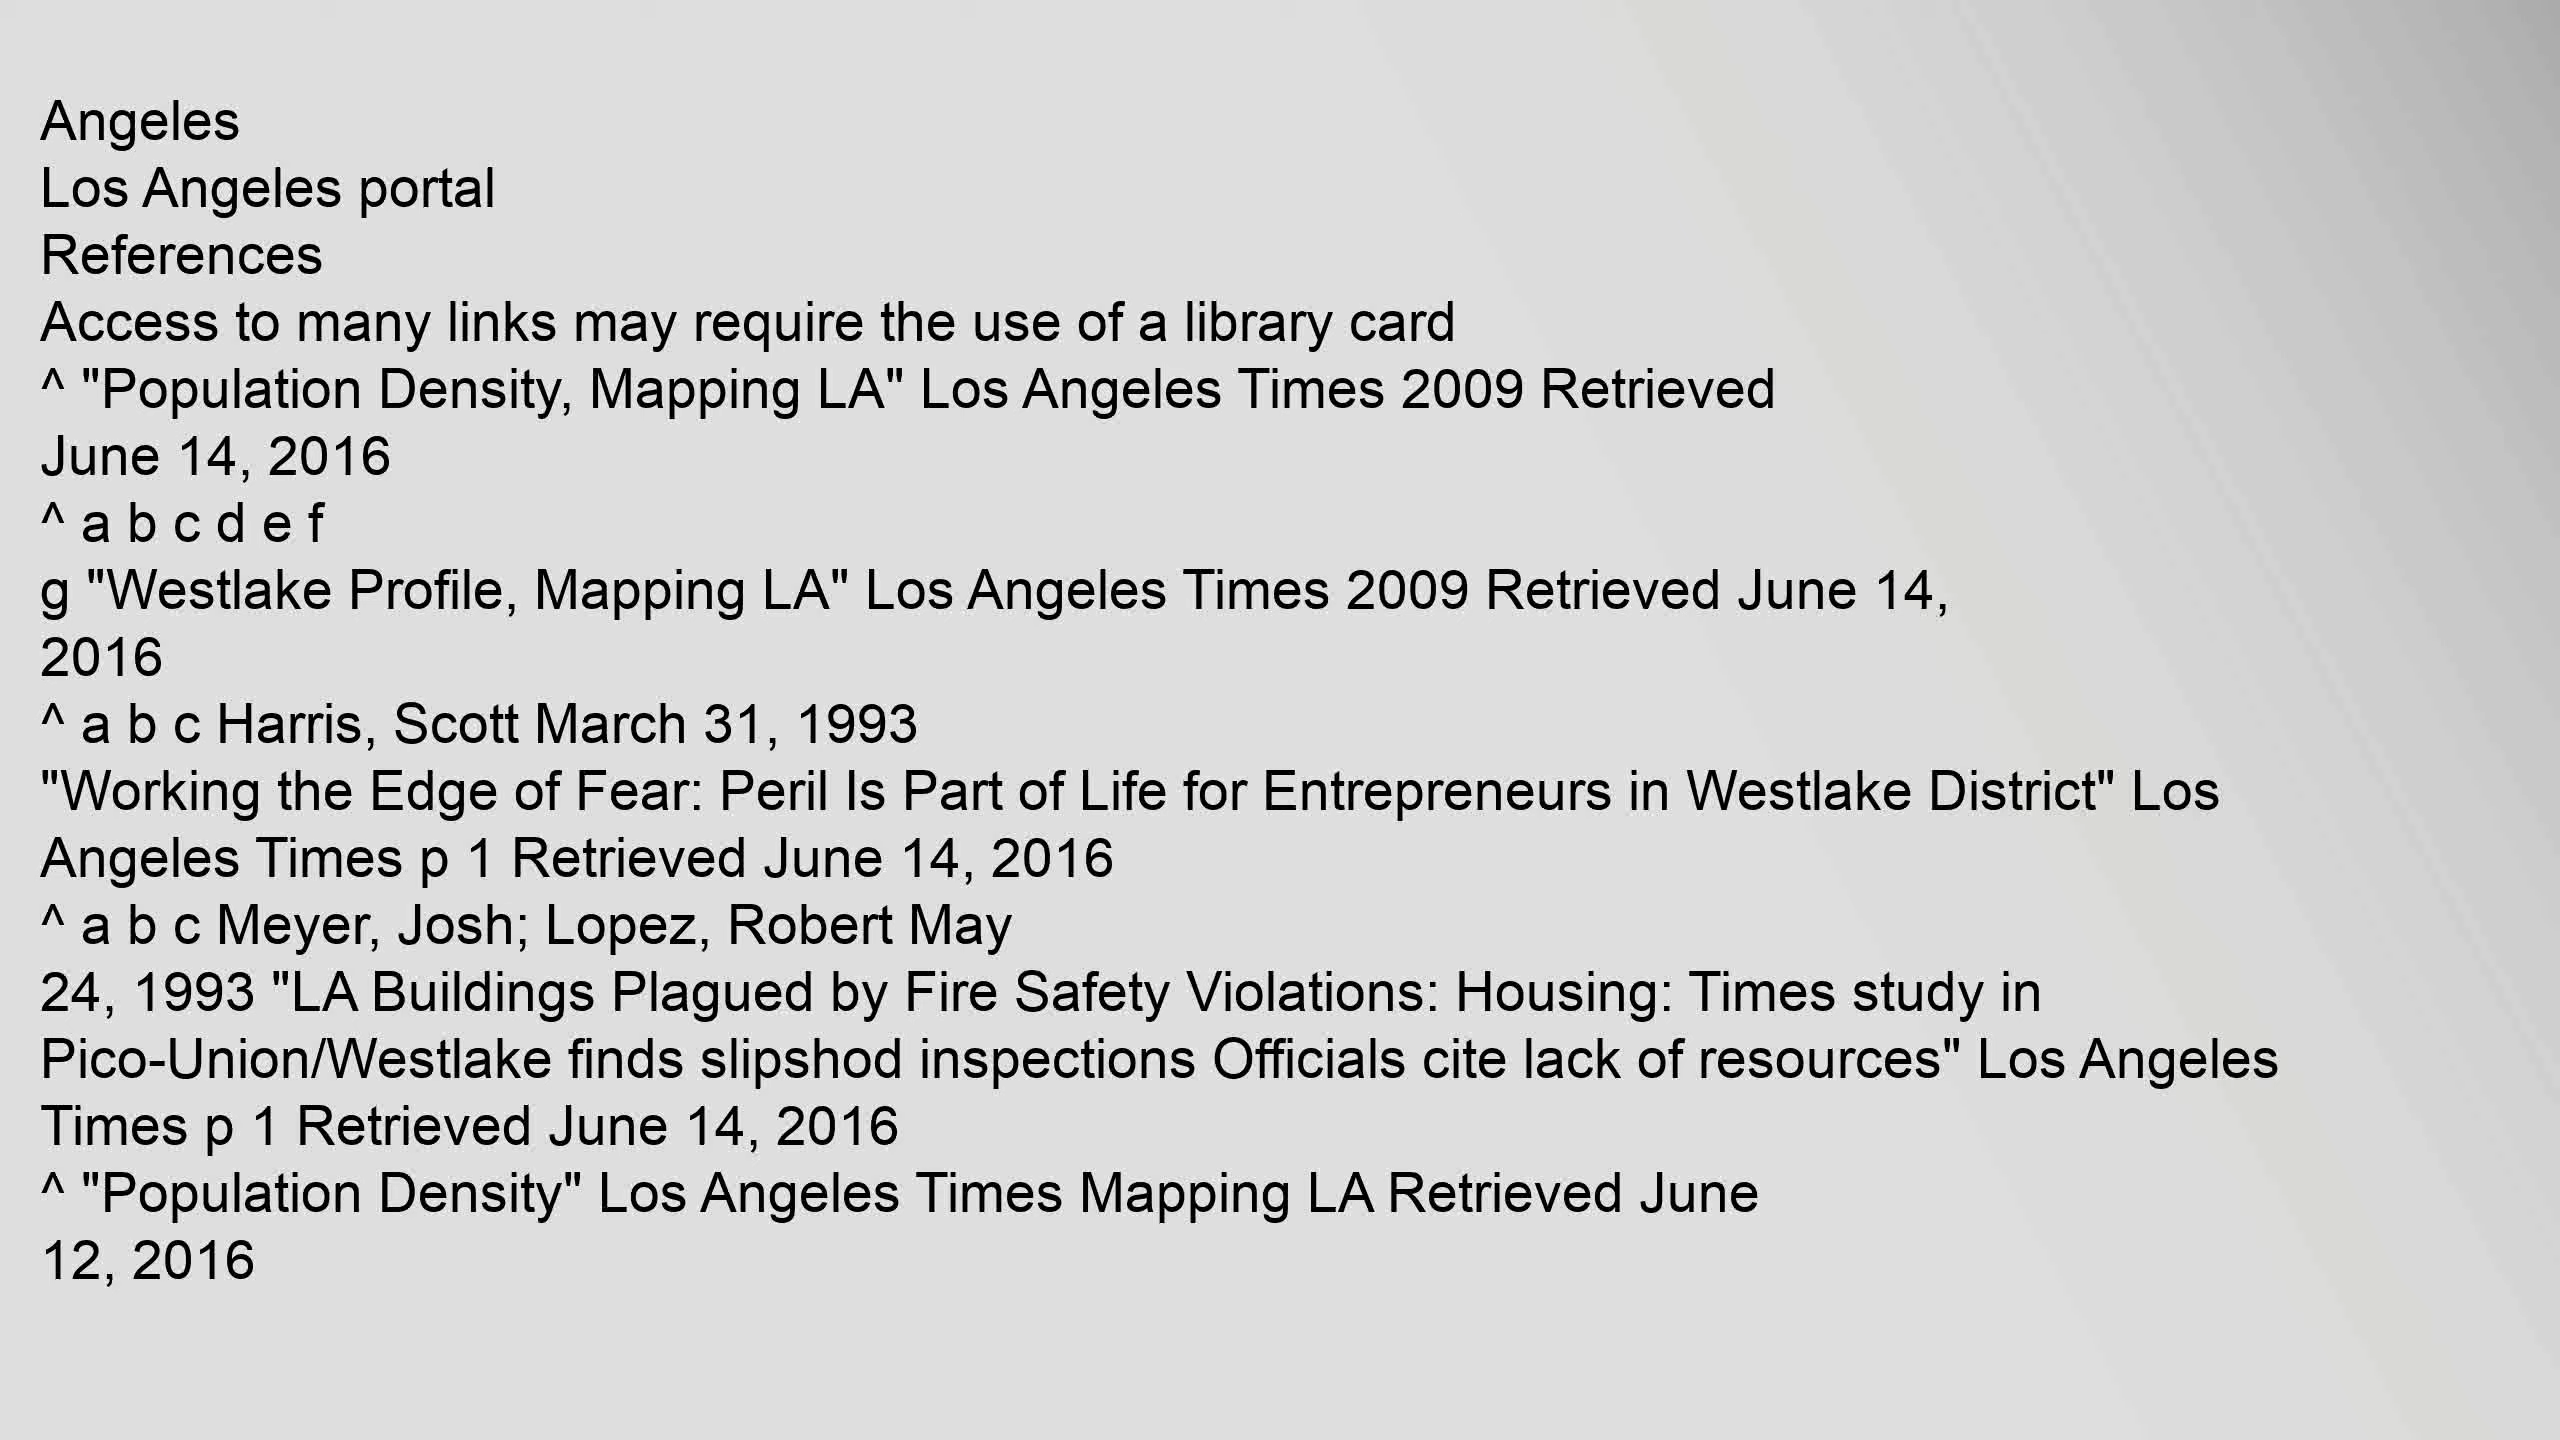 Angeles
Los Angeles portal
References
Access to many links may require the use of a library card
^ "Population Density, Mapping LA" Los Angeles Times 2009 Retrieved
June 14, 2016
^ a b c d e f
g "Westlake Profile, Mapping LA" Los Angeles Times 2009 Retrieved June 14,
2016
^ a b c Harris, Scott March 31, 1993
"Working the Edge of Fear: Peril Is Part of Life for Entrepreneurs in Westlake District" Los
Angeles Times p 1 Retrieved June 14, 2016
^ a b c Meyer, Josh; Lopez, Robert May
24, 1993 "LA Buildings Plagued by Fire Safety Violations: Housing: Times study in
Pico-Union/Westlake finds slipshod inspections Officials cite lack of resources" Los Angeles
Times p 1 Retrieved June 14, 2016
^ "Population Density" Los Angeles Times Mapping LA Retrieved June
12, 2016